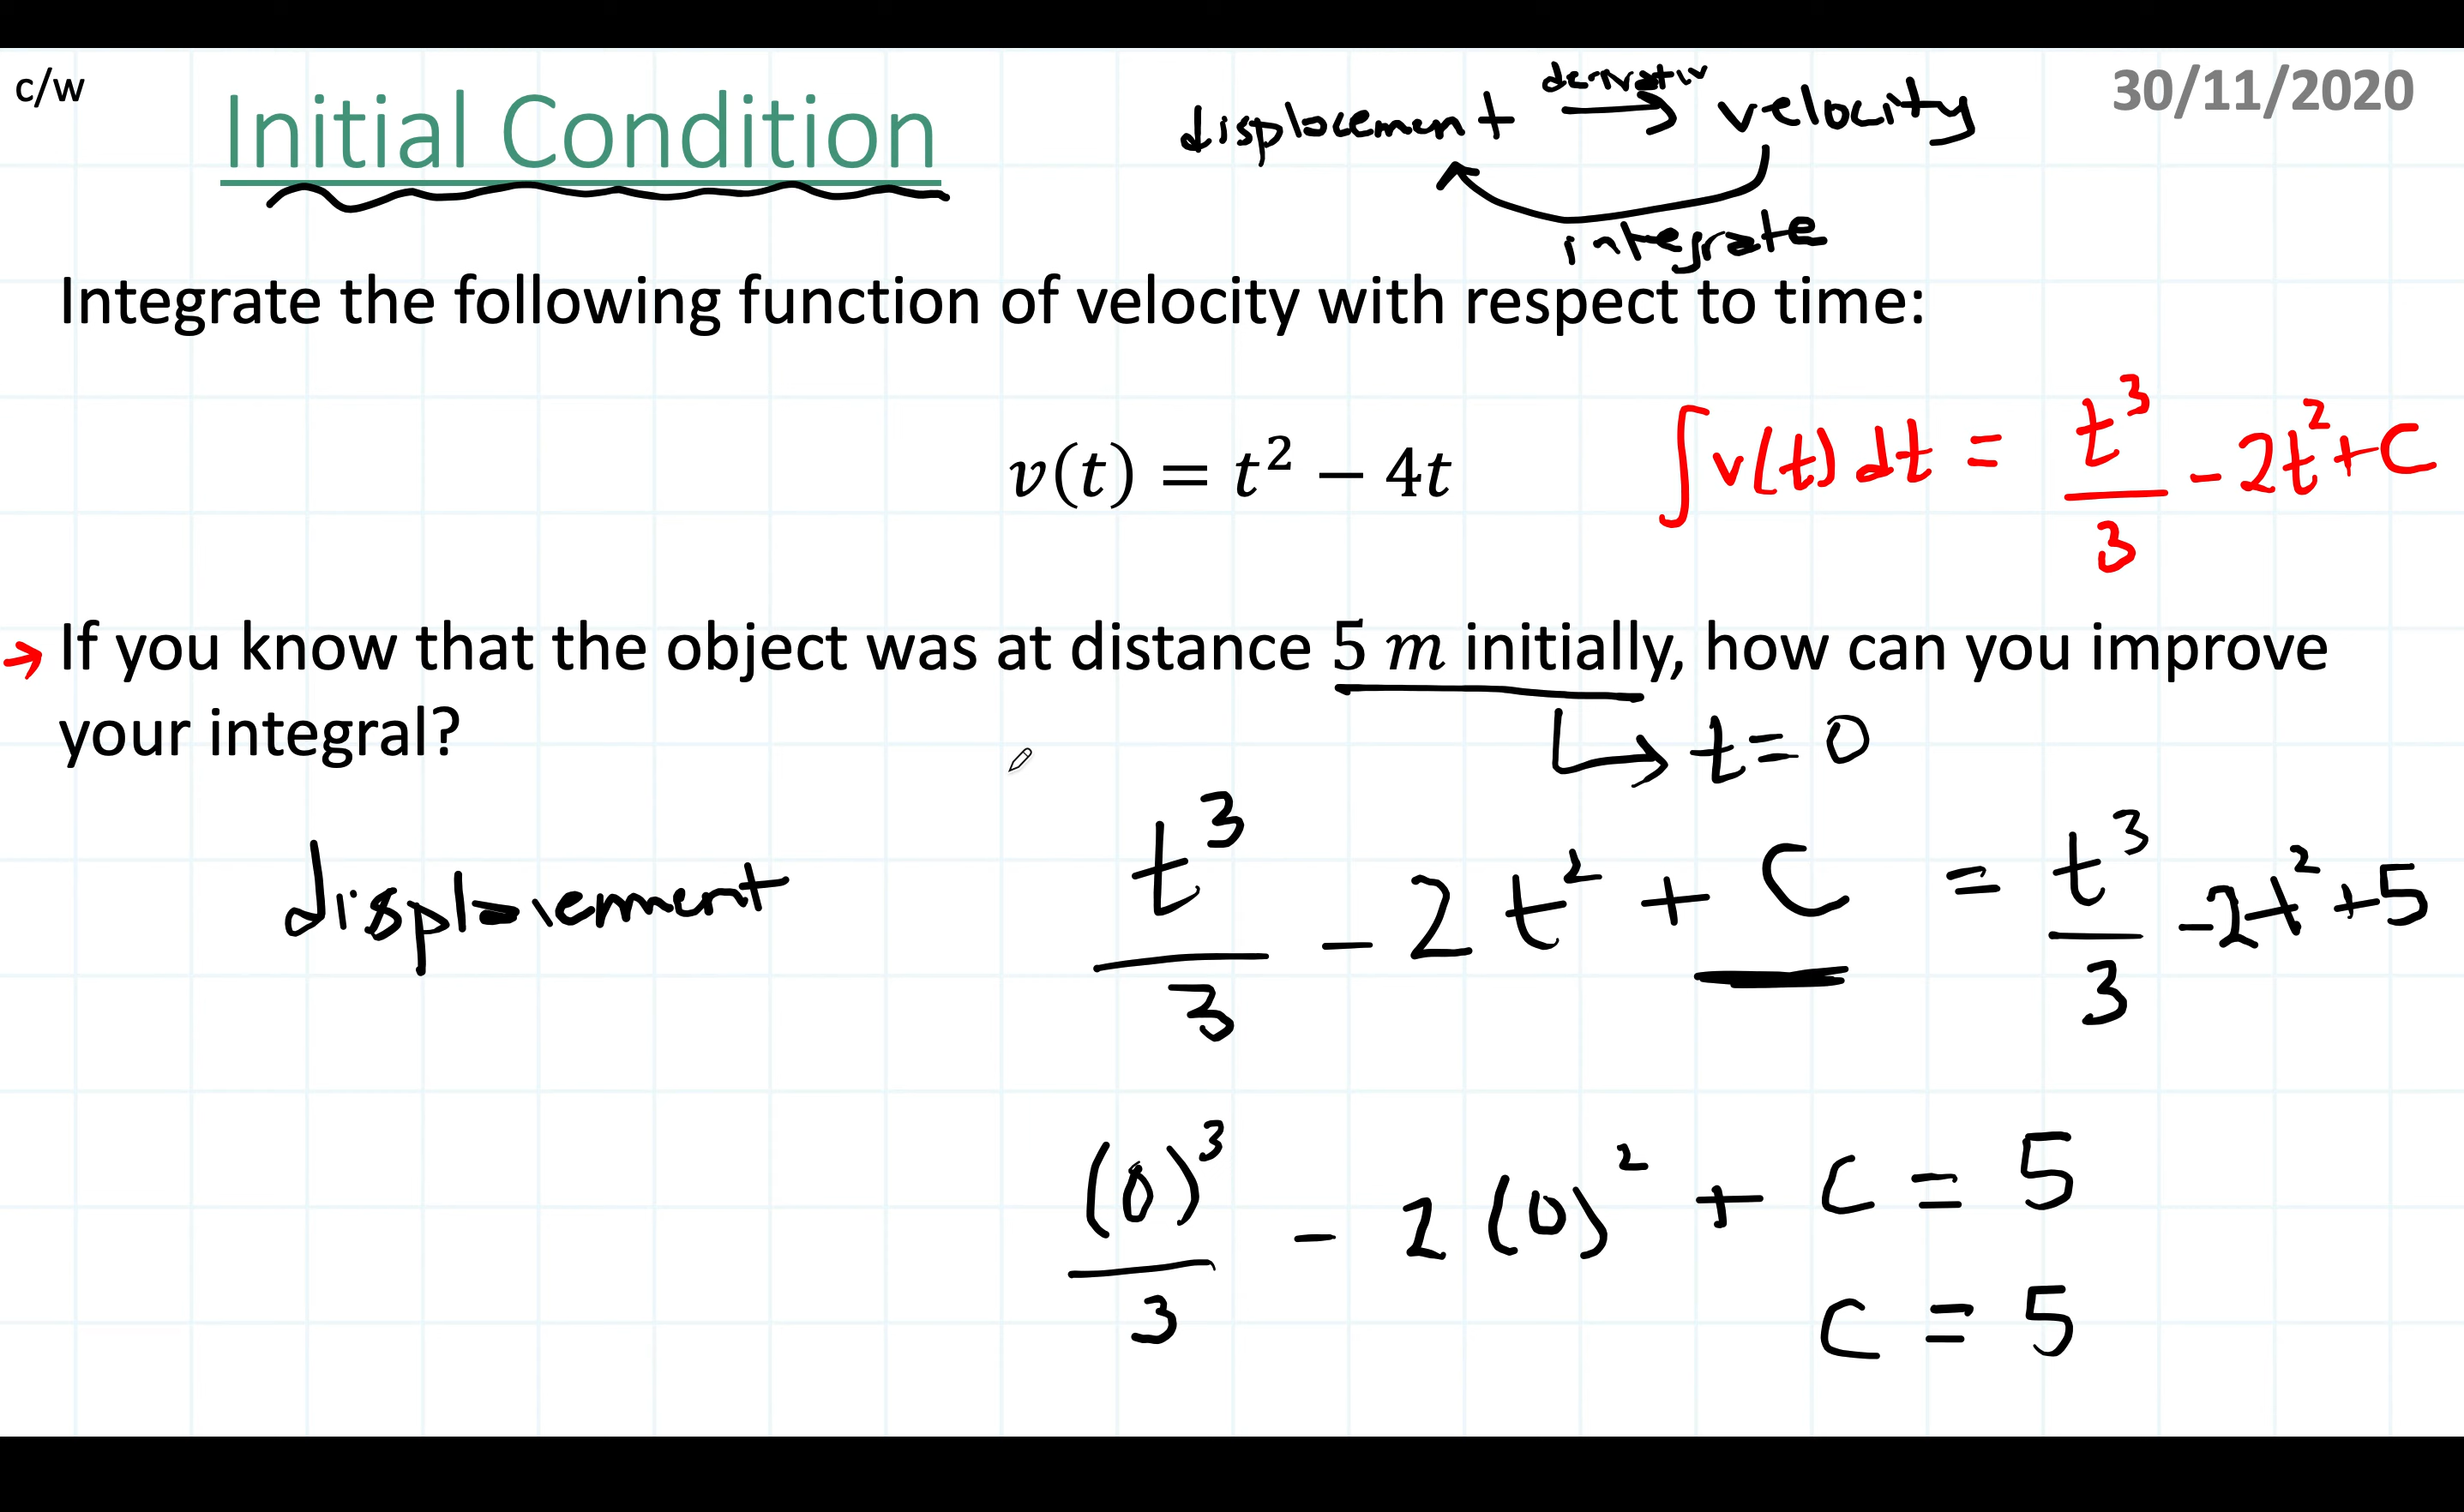 c/w
Initial Condition
30/11/2020
displacement → velocity
integrate
Integrate the following function of velocity with respect to time:
v(t) = t² − 4t
∫v(t) dt = t³/3 − 2t² + C
→ If you know that the object was at distance 5 m initially, how can you improve
your integral?
↳ t = 0
displacement t³/3 − 2t² + C = t³/3 − 2t² + 5
(0)³/3 − 2(0)² + C = 5
C = 5